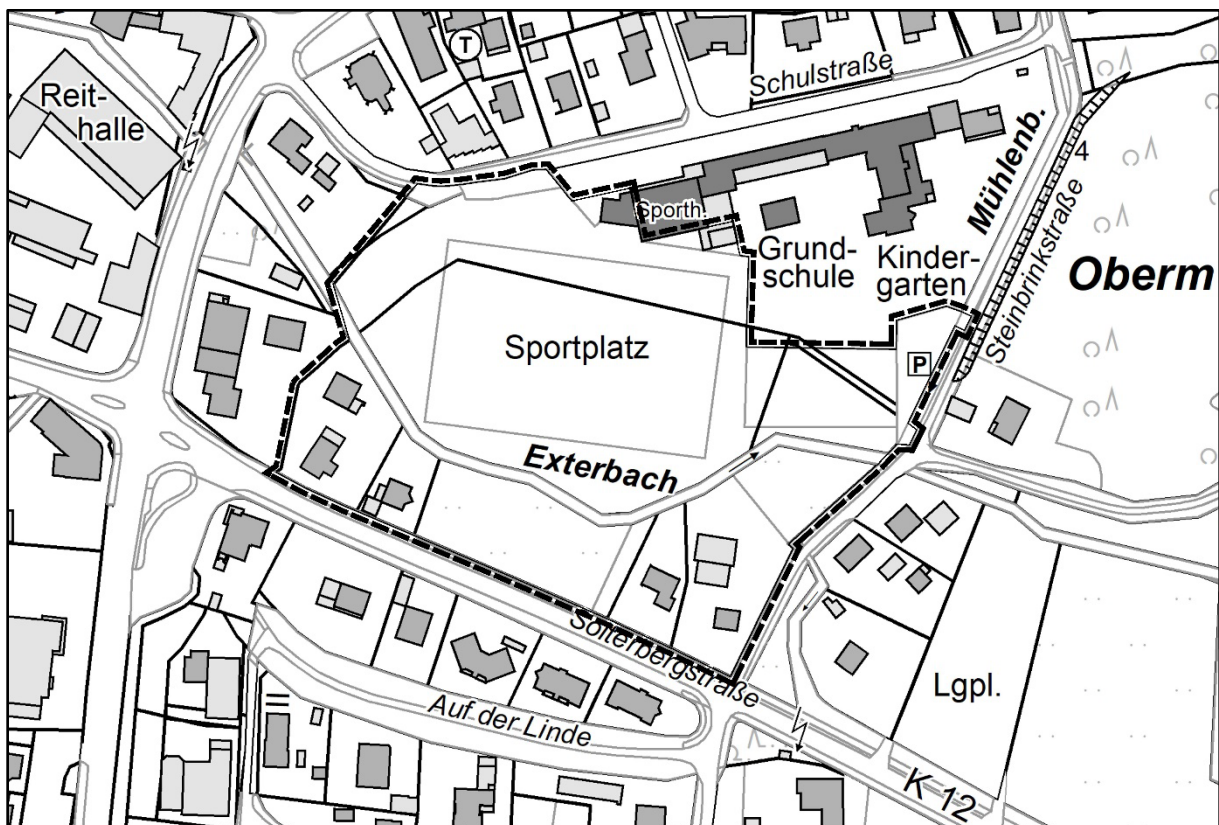 T
Schulstraße
Reit-
halle
Mühlenb.
4
Sporth.
Grund-
schule
Kinder-
garten
Steinbrinkstraße
Oberm
Sportplatz
P
Exterbach
Solterbergstraße
Lgpl.
Auf der Linde
K 12